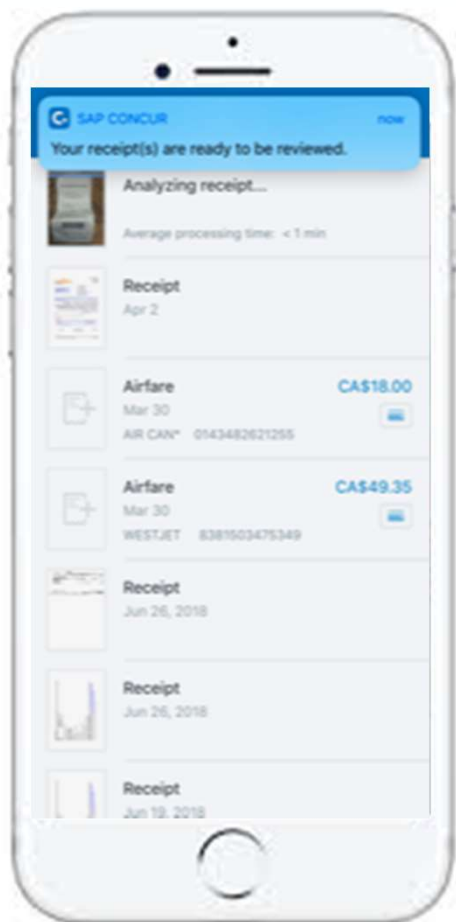 SAP CONCUR now
Your receipt(s) are ready to be reviewed.
Analyzing receipt...
Average processing time: < 1 min
Receipt
Apr 2
Airfare CA$18.00
Mar 30
AIR CAN* 0143482621255
Airfare CA$49.35
Mar 30
WESTJET 8381503475349
Receipt
Jun 26, 2018
Receipt
Jun 26, 2018
Receipt
Jun 19, 2018